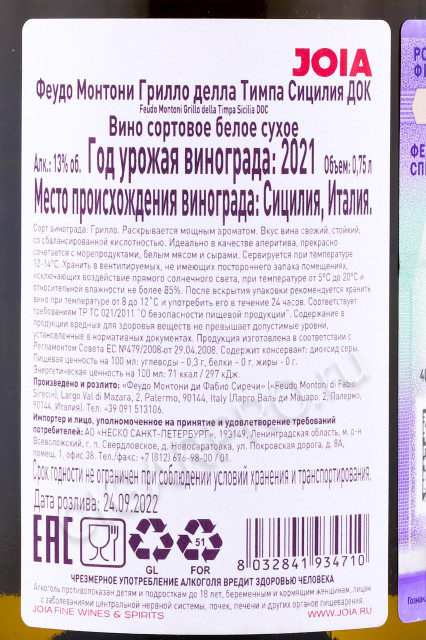 JOIA
Феудо Монтони Грилло делла Тимпа Сицилия ДОК
Feudo Montoni Grillo della Timpa Sicilia DOC
Вино сортовое белое сухое
Алк.: 13% об. Год урожая винограда: 2021 Объем: 0,75 л
Место происхождения винограда: Сицилия, Италия.
Сорт винограда: Грилло. Раскрывается мощным ароматом. Вкус вина свежий, стойкий,
со сбалансированной кислотностью. Идеально в качестве аперитива, прекрасно
сочетается с морепродуктами, белым мясом и сырами. Сервируется при температуре
12-14°С. Хранить в вентилируемых, не имеющих постороннего запаха помещениях,
исключающих воздействие прямого солнечного света, при температуре от 5°С до 20°С и
относительной влажности не более 85%. После вскрытия упаковки рекомендуется хранить
вино при температуре от 8 до 12˚С и употребить его в течение 24 часов. Соответствует
требованиям ТР ТС 021/2011 "О безопасности пищевой продукции". Содержание в
продукции вредных для здоровья веществ не превышает допустимые уровни,
установленные в нормативных документах. Продукция изготовлена в соответствии с
Регламентом Совета ЕС №479/2008 от 29.04.2008. Содержит консервант: диоксид серы.
Пищевая ценность на 100 мл: углеводы - 0,3 г, белки – 0 г, жиры - 0 г.
Энергетическая ценность на 100 мл: 71 ккал / 297 кДж.
Произведено и розлито: «Феудо Монтони ди Фабио Сиречи» («Feudo Montoni di Fabio
Sireci»), Largo Val di Mazara, 2, Palermo, 90144, Italy (Ларго Валь ди Мацара, 2, Палермо,
90144, Италия). Тел: +39 091 513106.
Импортер и лицо, уполномоченное на принятие и удовлетворение требований
потребителей: АО «НЕСКО САНКТ-ПЕТЕРБУРГ», 193149, Ленинградская область, м. р-н
Всеволожский, г. п. Свердловское, д. Новосаратовка, ул. Покровская дорога, д. 8А,
помещ. 1, офис 38. Тел./факс: +7 (812) 676-98-00 /01.
Срок годности не ограничен при соблюдении условий хранения и транспортирования.
Дата розлива: 24.09.2022
EAC
GL
51
FOR
8 032841 934710
ЧРЕЗМЕРНОЕ УПОТРЕБЛЕНИЕ АЛКОГОЛЯ ВРЕДИТ ЗДОРОВЬЮ ЧЕЛОВЕКА
Алкоголь противопоказан детям и подросткам до 18 лет, беременным и кормящим женщинам, лицам
с заболеваниями центральной нервной системы, почек, печени и других органов пищеварения.
JOIA.FINE WINES & SPIRITS WWW.JOIA.RU